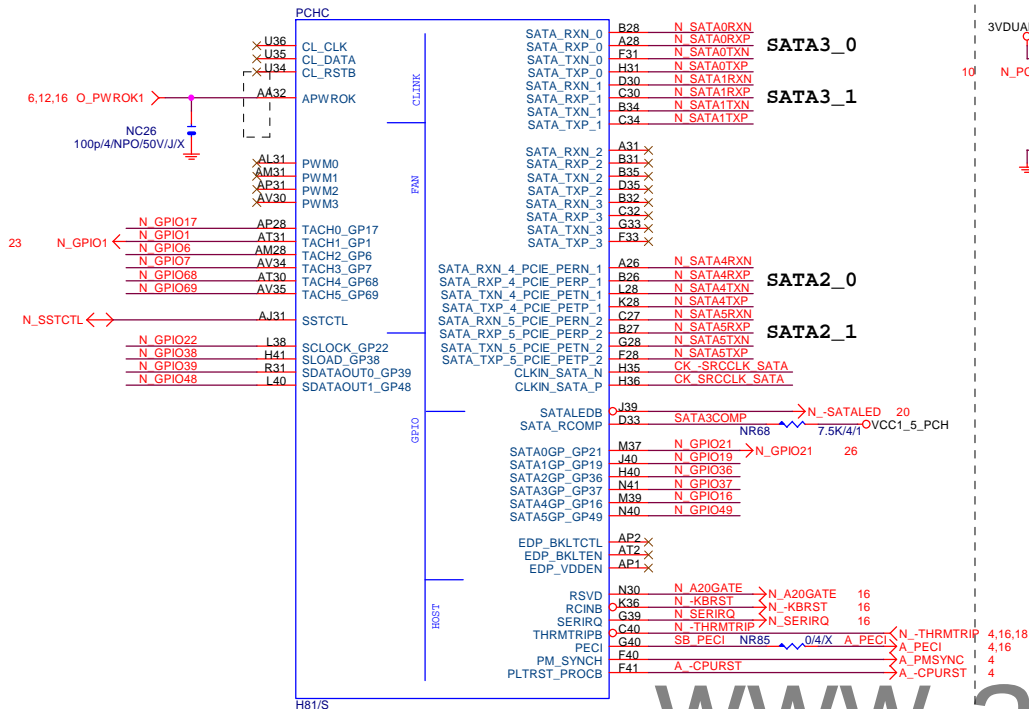 PCHC
U36 CL_CLK
U35 CL_DATA
U34 CL_RSTB
6,12,16 O_PWROK1 AA32 APWROK
NC26
100p/4/NPO/50V/J/X
CLINK
AL31 PWM0
AM31 PWM1
AP31 PWM2
AV30 PWM3
FAN
N_GPIO17 AP28 TACH0_GP17
23 N_GPIO1 N_GPIO1 AT31 TACH1_GP1
N_GPIO6 AM28 TACH2_GP6
N_GPIO7 AV34 TACH3_GP7
N_GPIO68 AT30 TACH4_GP68
N_GPIO69 AV35 TACH5_GP69
N_SSTCTL AJ31 SSTCTL
N_GPIO22 L38 SCLOCK_GP22
N_GPIO38 H41 SLOAD_GP38
N_GPIO39 R31 SDATAOUT0_GP39
N_GPIO48 L40 SDATAOUT1_GP48
GPIO
HOST
SATA_RXN_0 B28 N_SATA0RXN
SATA_RXP_0 A28 N_SATA0RXP
SATA3_0
SATA_TXN_0 F31 N_SATA0TXN
SATA_TXP_0 H31 N_SATA0TXP
SATA_RXN_1 D30 N_SATA1RXN
SATA_RXP_1 C30 N_SATA1RXP
SATA3_1
SATA_TXN_1 B34 N_SATA1TXN
SATA_TXP_1 C34 N_SATA1TXP
SATA_RXN_2 A31
SATA_RXP_2 B31
SATA_TXN_2 B35
SATA_TXP_2 D35
SATA_RXN_3 B32
SATA_RXP_3 C32
SATA_TXN_3 G33
SATA_TXP_3 F33
SATA_RXN_4_PCIE_PERN_1 A26 N_SATA4RXN
SATA_RXP_4_PCIE_PERP_1 B26 N_SATA4RXP
SATA2_0
SATA_TXN_4_PCIE_PETN_1 L28 N_SATA4TXN
SATA_TXP_4_PCIE_PETP_1 K28 N_SATA4TXP
SATA_RXN_5_PCIE_PERN_2 C27 N_SATA5RXN
SATA_RXP_5_PCIE_PERP_2 B27 N_SATA5RXP
SATA2_1
SATA_TXN_5_PCIE_PETN_2 G28 N_SATA5TXN
SATA_TXP_5_PCIE_PETP_2 F28 N_SATA5TXP
CLKIN_SATA_N H35 CK_-SRCCLK_SATA
CLKIN_SATA_P H36 CK_SRCCLK_SATA
SATALEDB J39 N_-SATALED 20
SATA_RCOMP D33 SATA3COMP NR68 7.5K/4/1 VCC1_5_PCH
SATA0GP_GP21 M37 N_GPIO21 N_GPIO21 26
SATA1GP_GP19 J40 N_GPIO19
SATA2GP_GP36 H40 N_GPIO36
SATA3GP_GP37 N41 N_GPIO37
SATA4GP_GP16 M39 N_GPIO16
SATA5GP_GP49 N40 N_GPIO49
EDP_BKLTCTL AP2
EDP_BKLTEN AT2
EDP_VDDEN AP1
RSVD N30 N_A20GATE N_A20GATE 16
RCINB K36 N_-KBRST N_-KBRST 16
SERIRQ G39 N_SERIRQ N_SERIRQ 16
THRMTRIPB C40 N_-THRMTRIP N_-THRMTRIP 4,16,18
PECI G40 SB_PECI NR85 0/4/X A_PECI A_PECI 4,16
PM_SYNCH F40 A_PMSYNC 4
PLTRST_PROCB F41 A_-CPURST A_-CPURST 4
H81/S
3VDUA
10 N_PC
www.